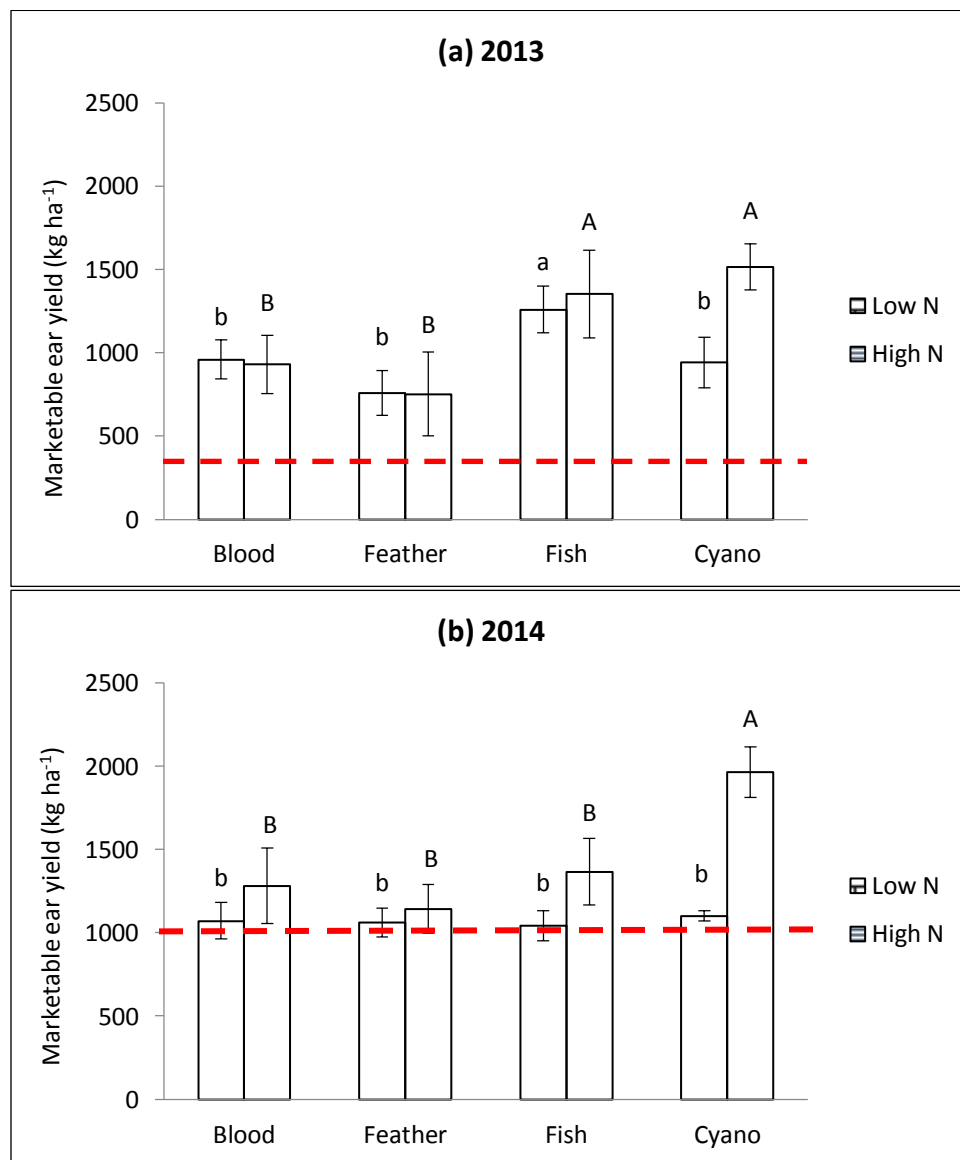 (a) 2013
Marketable ear yield (kg ha⁻¹)
2500
2000
1500
1000
500
0
b
B
b
B
a
A
b
A
Blood
Feather
Fish
Cyano
Low N
High N
(b) 2014
Marketable ear yield (kg ha⁻¹)
2500
2000
1500
1000
500
0
b
B
b
B
b
B
b
A
Blood
Feather
Fish
Cyano
Low N
High N